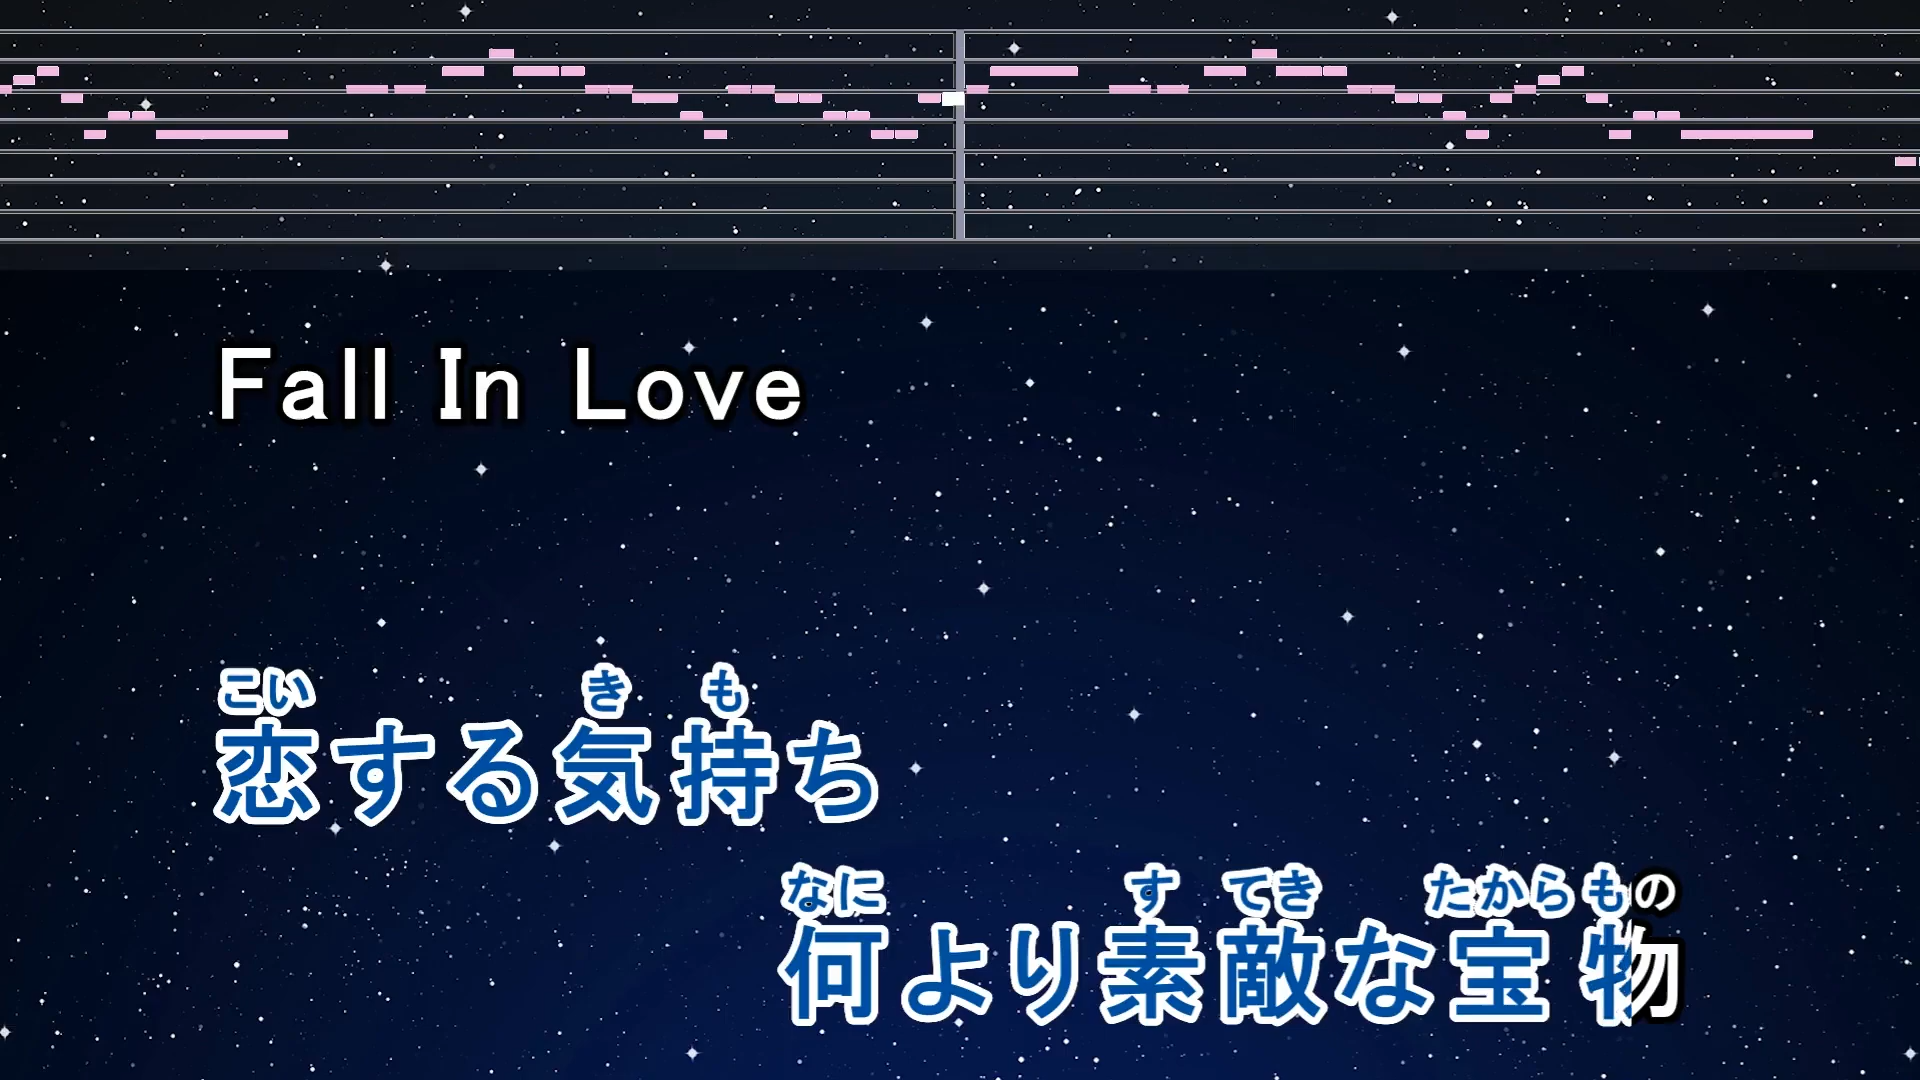 Fall In Love
こい き も
恋する気持ち
なに す てき たからもの
何より素敵な宝物